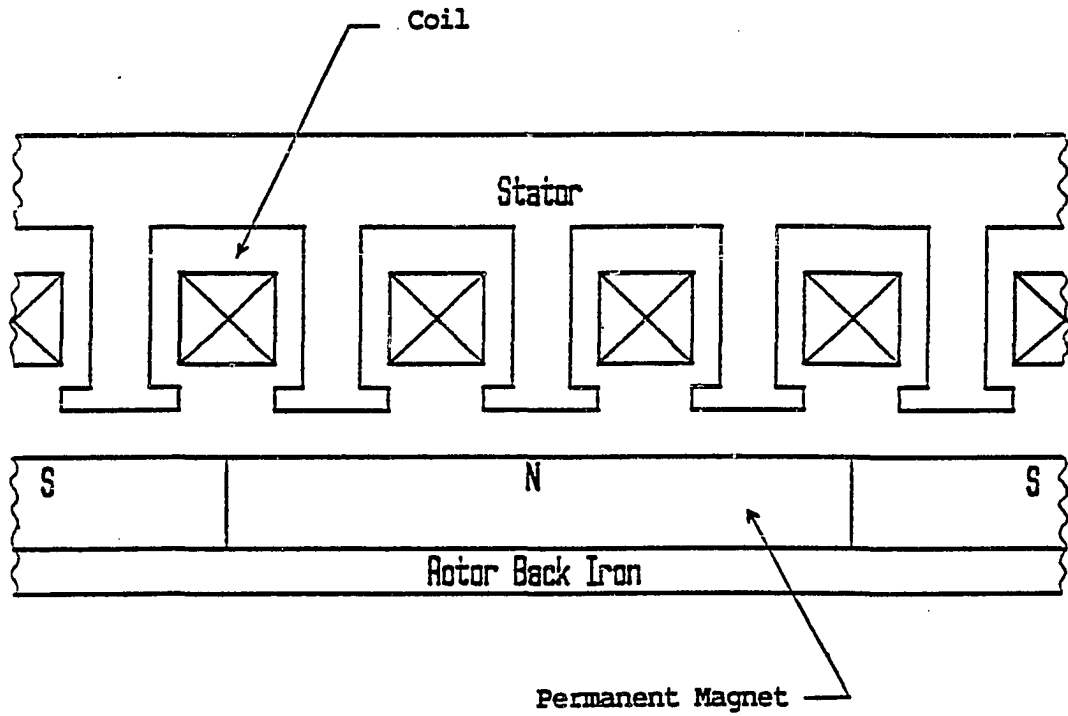 Coil
Stator
S
N
S
Rotor Back Iron
Permanent Magnet